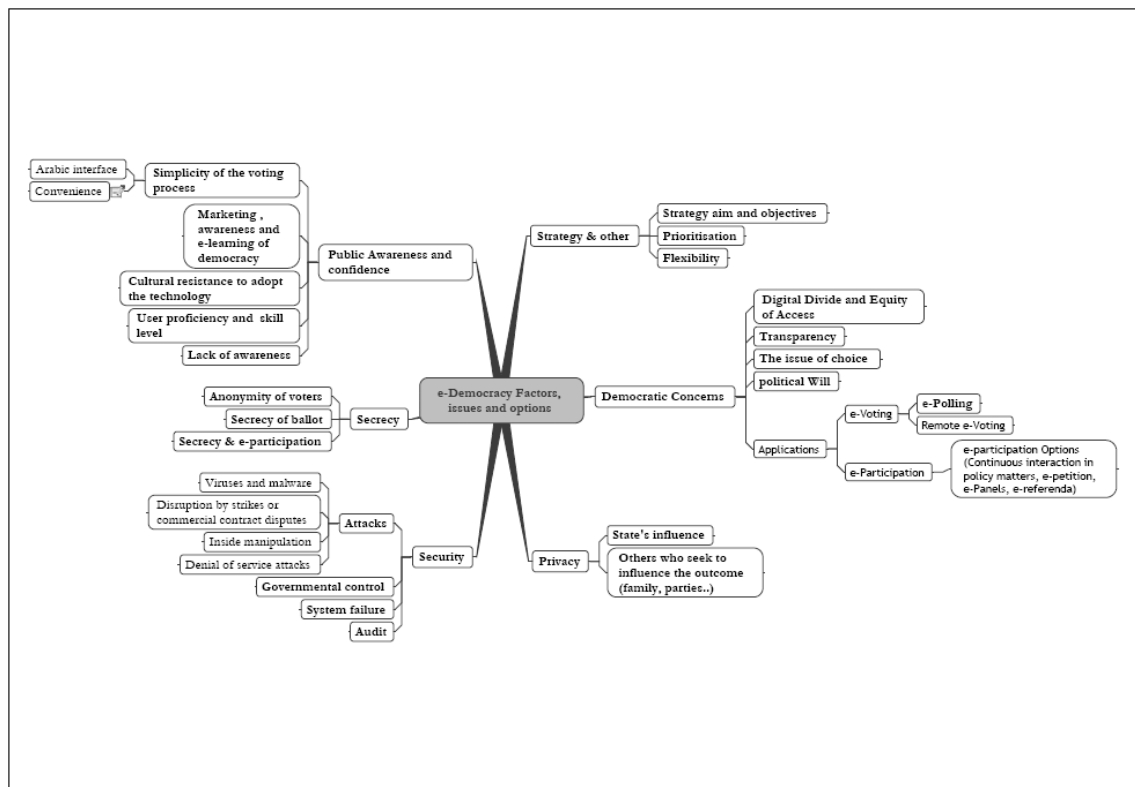 e-Democracy Factors,
issues and options
Public Awareness and
confidence
Simplicity of the voting
process
Arabic interface
Convenience
Marketing ,
awareness and
e-learning of
democracy
Cultural resistance to adopt
the technology
User proficiency and skill
level
Lack of awareness
Secrecy
Anonymity of voters
Secrecy of ballot
Secrecy & e-participation
Security
Attacks
Viruses and malware
Disruption by strikes or
commercial contract disputes
Inside manipulation
Denial of service attacks
Governmental control
System failure
Audit
Strategy & other
Strategy aim and objectives
Prioritisation
Flexibility
Democratic Concerns
Digital Divide and Equity
of Access
Transparency
The issue of choice
political Will
Applications
e-Voting
e-Polling
Remote e-Voting
e-Participation
e-participation Options
(Continuous interaction in
policy matters, e-petition,
e-Panels, e-referenda)
Privacy
State's influence
Others who seek to
influence the outcome
(family, parties..)